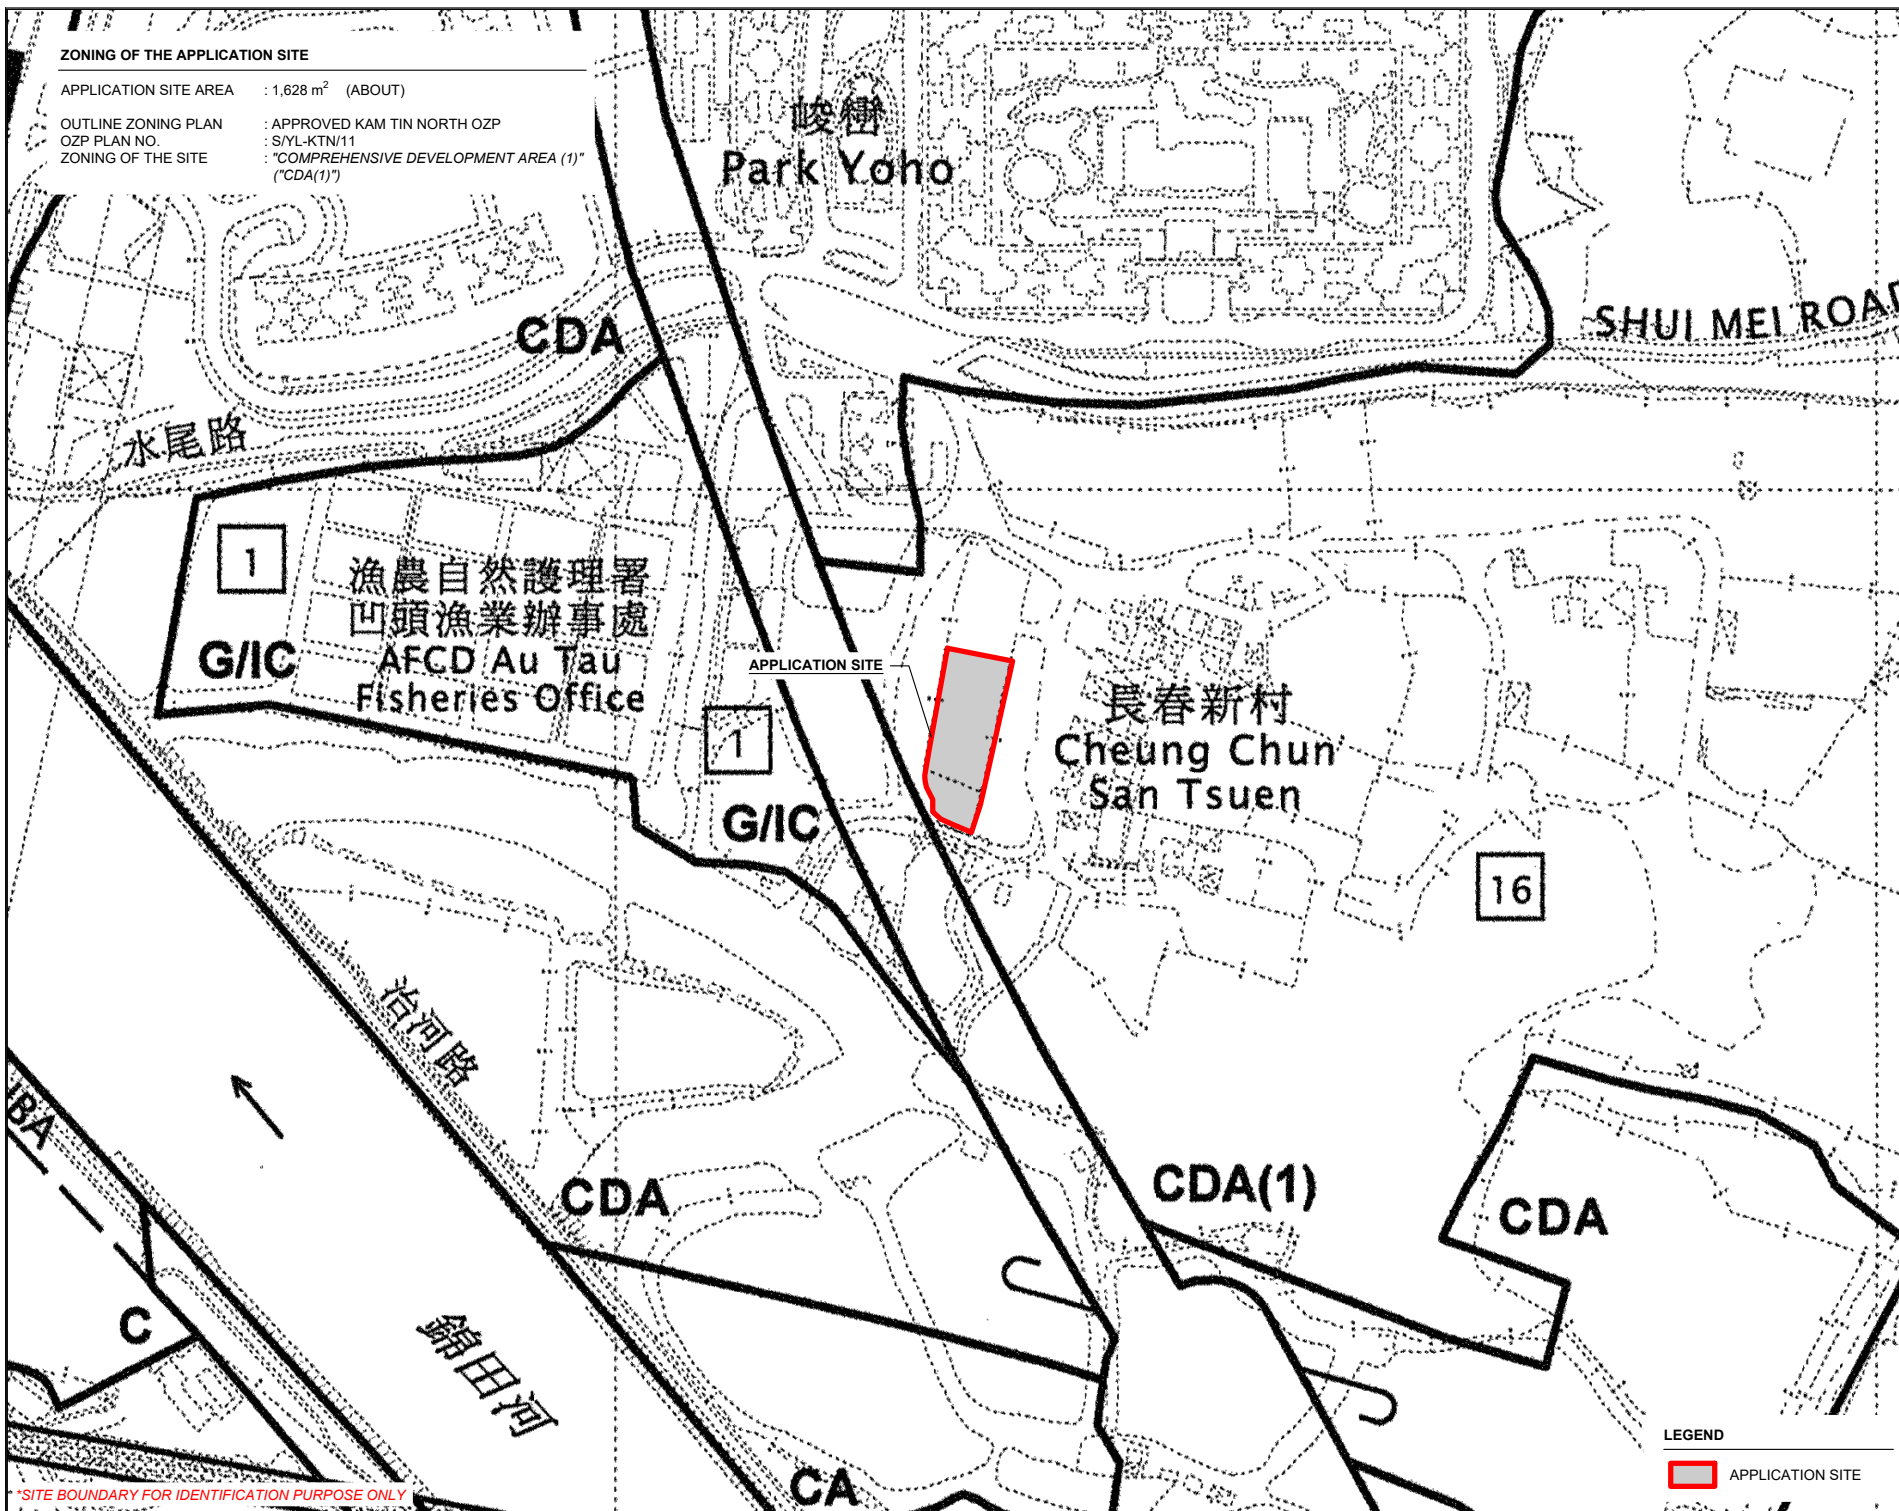 ZONING OF THE APPLICATION SITE
APPLICATION SITE AREA : 1,628 m² (ABOUT)
OUTLINE ZONING PLAN : APPROVED KAM TIN NORTH OZP
OZP PLAN NO. : S/YL-KTN/11
ZONING OF THE SITE : "COMPREHENSIVE DEVELOPMENT AREA (1)"
("CDA(1)")
峻巒
Park Yoho
SHUI MEI ROAD
CDA
水尾路
1
漁農自然護理署
凹頭漁業辦事處
AFCD Au Tau
Fisheries Office
G/IC
APPLICATION SITE
1
G/IC
長春新村
Cheung Chun
San Tsuen
16
治河路
CDA
CDA(1)
CDA
C
錦田河
CA
LEGEND
APPLICATION SITE
*SITE BOUNDARY FOR IDENTIFICATION PURPOSE ONLY